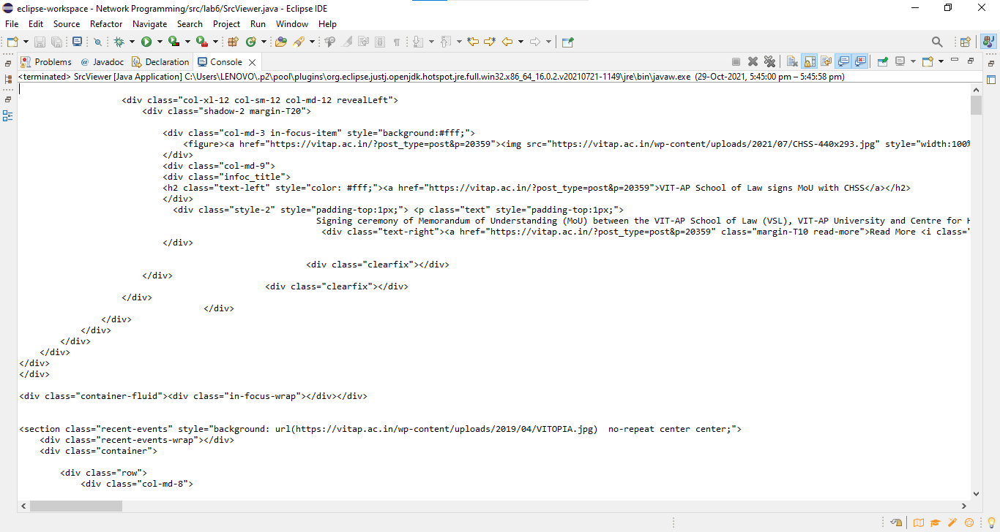 eclipse-workspace - Network Programming/src/lab6/SrcViewer.java - Eclipse IDE
File Edit Source Refactor Navigate Search Project Run Window Help
Problems @ Javadoc Declaration Console
<terminated> SrcViewer [Java Application] C:\Users\LENOVO\.p2\pool\plugins\org.eclipse.justj.openjdk.hotspot.jre.full.win32.x86_64_16.0.2.v20210721-1149\jre\bin\javaw.exe (29-Oct-2021, 5:45:00 pm – 5:45:58 pm)
<div class="col-xl-12 col-sm-12 col-md-12 revealLeft">
<div class="shadow-2 margin-T20">
<div class="col-md-3 in-focus-item" style="background:#fff;">
<figure><a href="https://vitap.ac.in/?post_type=post&p=20359"><img src="https://vitap.ac.in/wp-content/uploads/2021/07/CHSS-440x293.jpg" style="width:100%
</div>
<div class="col-md-9">
<div class="infoc_title">
<h2 class="text-left" style="color: #fff;"><a href="https://vitap.ac.in/?post_type=post&p=20359">VIT-AP School of Law signs MoU with CHSS</a></h2>
</div>
<div class="style-2" style="padding-top:1px;"> <p class="text" style="padding-top:1px;">
Signing ceremony of Memorandum of Understanding (MoU) between the VIT-AP School of Law (VSL), VIT-AP University and Centre for
<div class="text-right"><a href="https://vitap.ac.in/?post_type=post&p=20359" class="margin-T10 read-more">Read More <i class="
</div>
<div class="clearfix"></div>
</div>
<div class="clearfix"></div>
</div>
</div>
</div>
</div>
</div>
</div>
</div>
</div>
<div class="container-fluid"><div class="in-focus-wrap"></div></div>
<section class="recent-events" style="background: url(https://vitap.ac.in/wp-content/uploads/2019/04/VITOPIA.jpg)  no-repeat center center;">
<div class="recent-events-wrap"></div>
<div class="container">
<div class="row">
<div class="col-md-8">